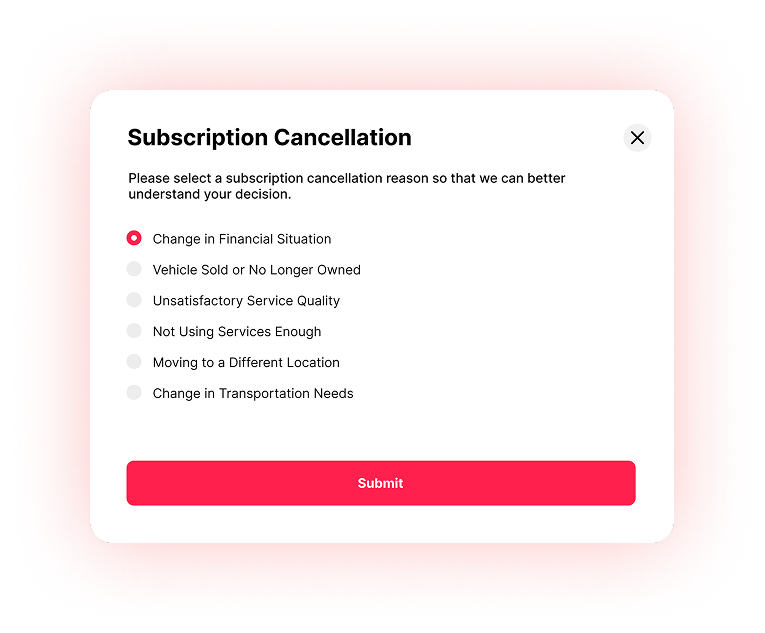 Subscription Cancellation
Please select a subscription cancellation reason so that we can better
understand your decision.
Change in Financial Situation
Vehicle Sold or No Longer Owned
Unsatisfactory Service Quality
Not Using Services Enough
Moving to a Different Location
Change in Transportation Needs
Submit